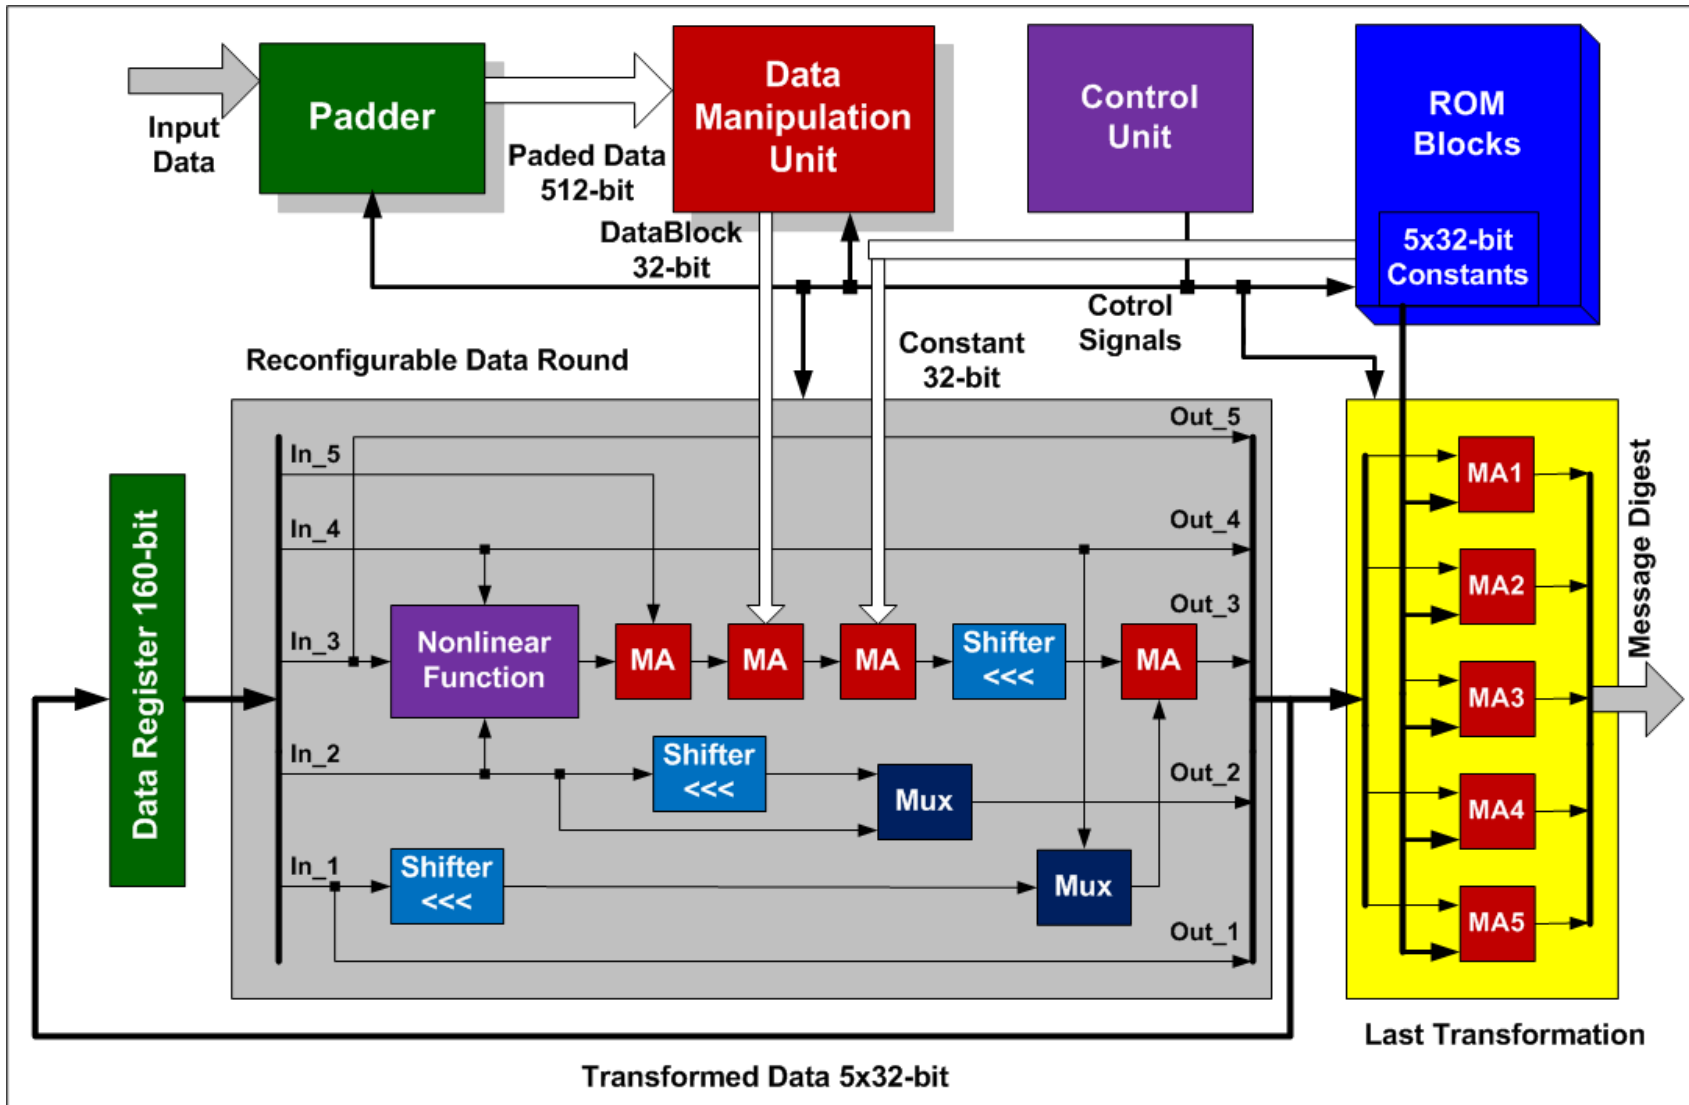 Input
Data
Padder
Paded Data
512-bit
Data
Manipulation
Unit
Control
Unit
ROM
Blocks
5x32-bit
Constants
DataBlock
32-bit
Constant
32-bit
Cotrol
Signals
Reconfigurable Data Round
Data Register 160-bit
In_5
In_4
In_3
In_2
In_1
Nonlinear
Function
MA
MA
MA
Shifter
<<<
MA
Shifter
<<<
Mux
Shifter
<<<
Mux
Out_5
Out_4
Out_3
Out_2
Out_1
MA1
MA2
MA3
MA4
MA5
Message Digest
Last Transformation
Transformed Data 5x32-bit